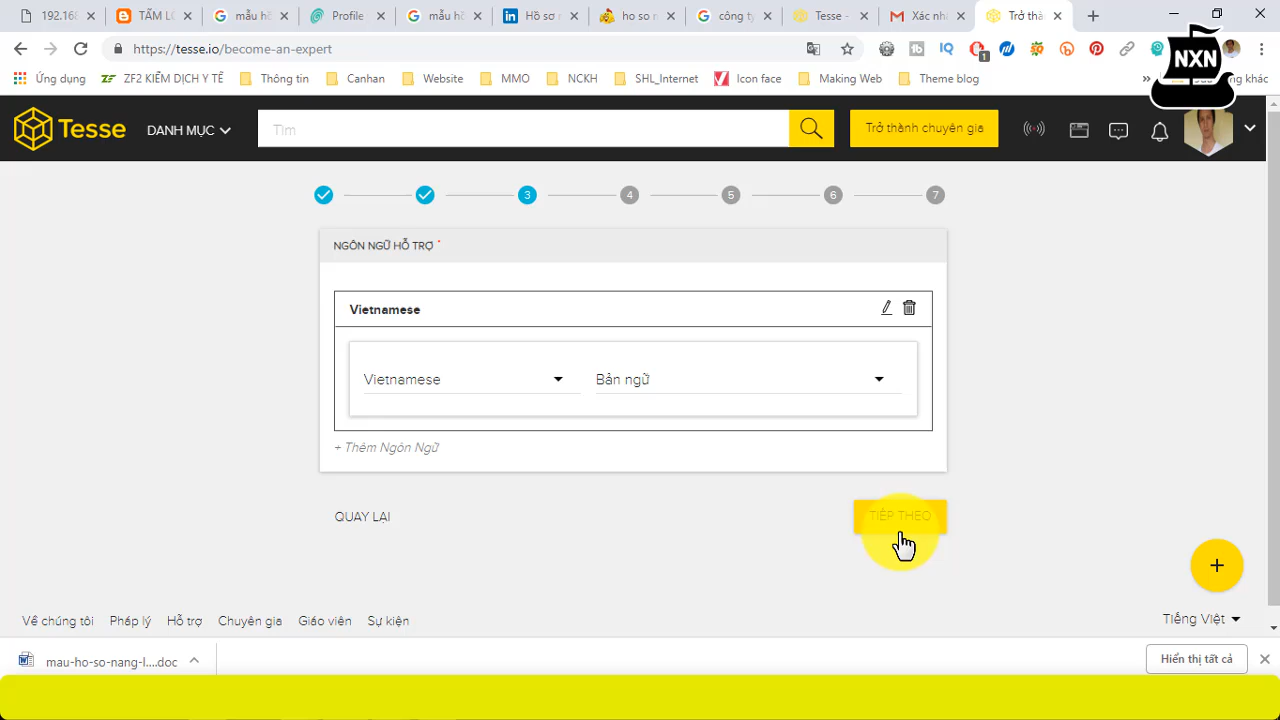 192.168
TẤM LÒ
mẫu hồ
Profile
mẫu hồ
Hồ sơ
ho so n
công ty
Tesse -
Xác nh
Trở thà
https://tesse.io/become-an-expert
1
NXN
Ứng dụng
ZF2 KIỂM DỊCH Y TẾ
Thông tin
Canhan
Website
MMO
NCKH
SHL_Internet
Icon face
Making Web
Theme blog
»
khác
Tesse
DANH MỤC
Tìm
Trở thành chuyên gia
3
4
5
6
7
NGÔN NGỮ HỖ TRỢ *
Vietnamese
Vietnamese
Bản ngữ
+ Thêm Ngôn Ngữ
QUAY LẠI
TIẾP THEO
+
Về chúng tôi
Pháp lý
Hỗ trợ
Chuyên gia
Giáo viên
Sự kiện
Tiếng Việt
mau-ho-so-nang-l....doc
Hiển thị tất cả